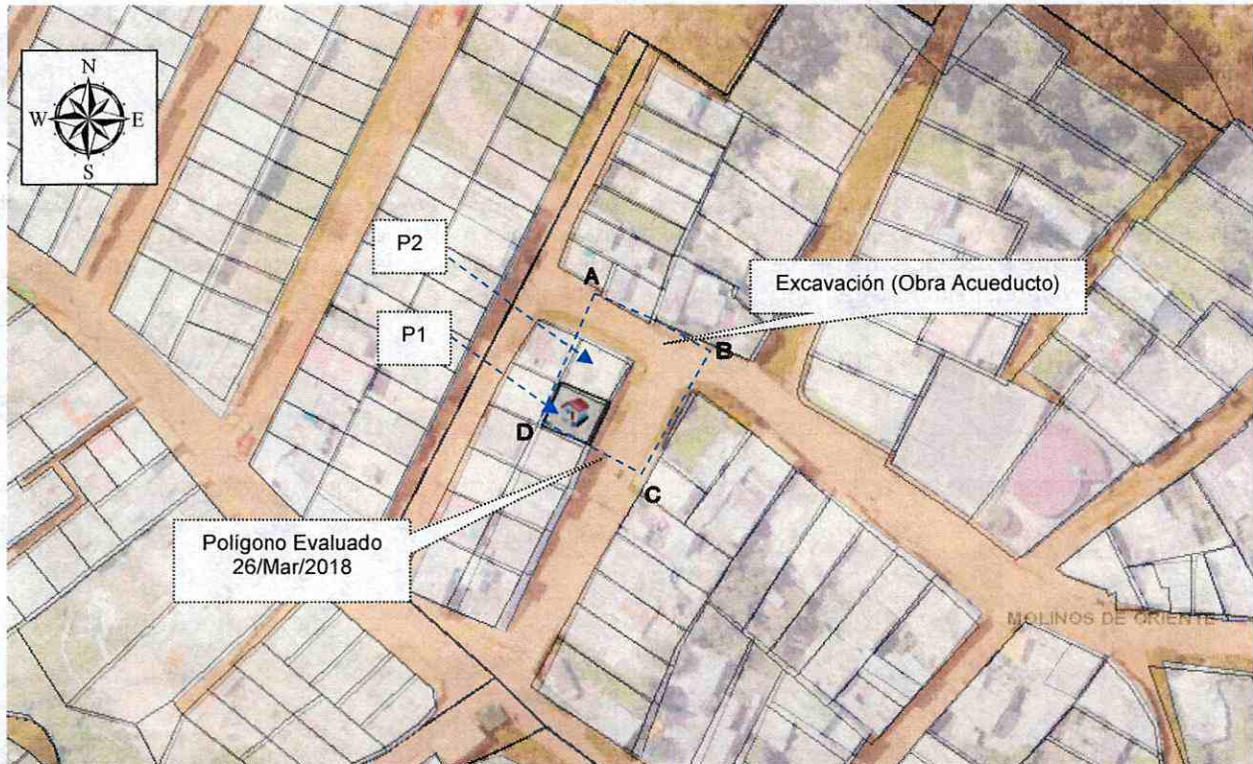 N
W E
S
P2
A
Excavación (Obra Acueducto)
P1
B
D
C
Polígono Evaluado
26/Mar/2018
MOLINOS DE ORIENTE